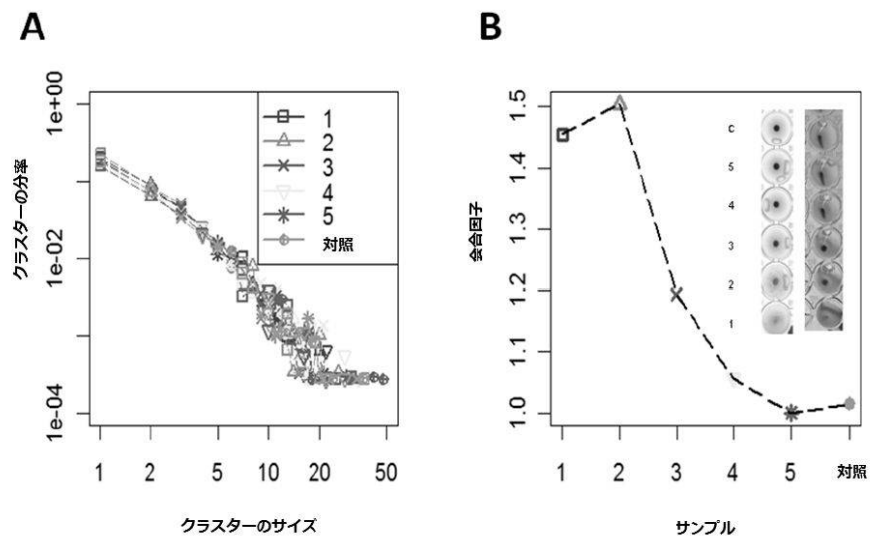 A
クラスターの分率
1e+00
1e-02
1e-04
1
2
3
4
5
対照
1 2 5 10 20 50
クラスターのサイズ
B
会合因子
1.5
1.4
1.3
1.2
1.1
1.0
C
5
4
3
2
1
1 2 3 4 5 対照
サンプル